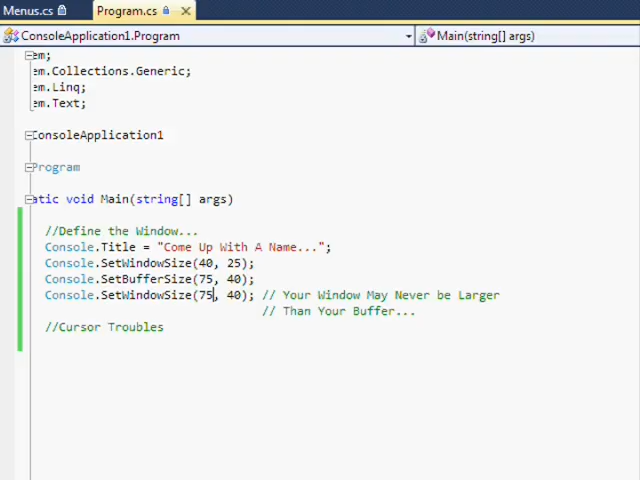 Menus.cs
Program.cs
ConsoleApplication1.Program
Main(string[] args)
em;
em.Collections.Generic;
em.Linq;
em.Text;
ConsoleApplication1
Program
atic void Main(string[] args)
//Define the Window...
Console.Title = "Come Up With A Name...";
Console.SetWindowSize(40, 25);
Console.SetBufferSize(75, 40);
Console.SetWindowSize(75, 40); // Your Window May Never be Larger
// Than Your Buffer...
//Cursor Troubles